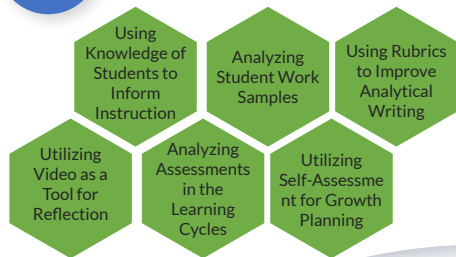 Using
Knowledge of
Students to
Inform
Instruction
Analyzing
Student Work
Samples
Using Rubrics
to Improve
Analytical
Writing
Utilizing
Video as a
Tool for
Reflection
Analyzing
Assessments
in the
Learning
Cycles
Utilizing
Self-Assessme
nt for Growth
Planning